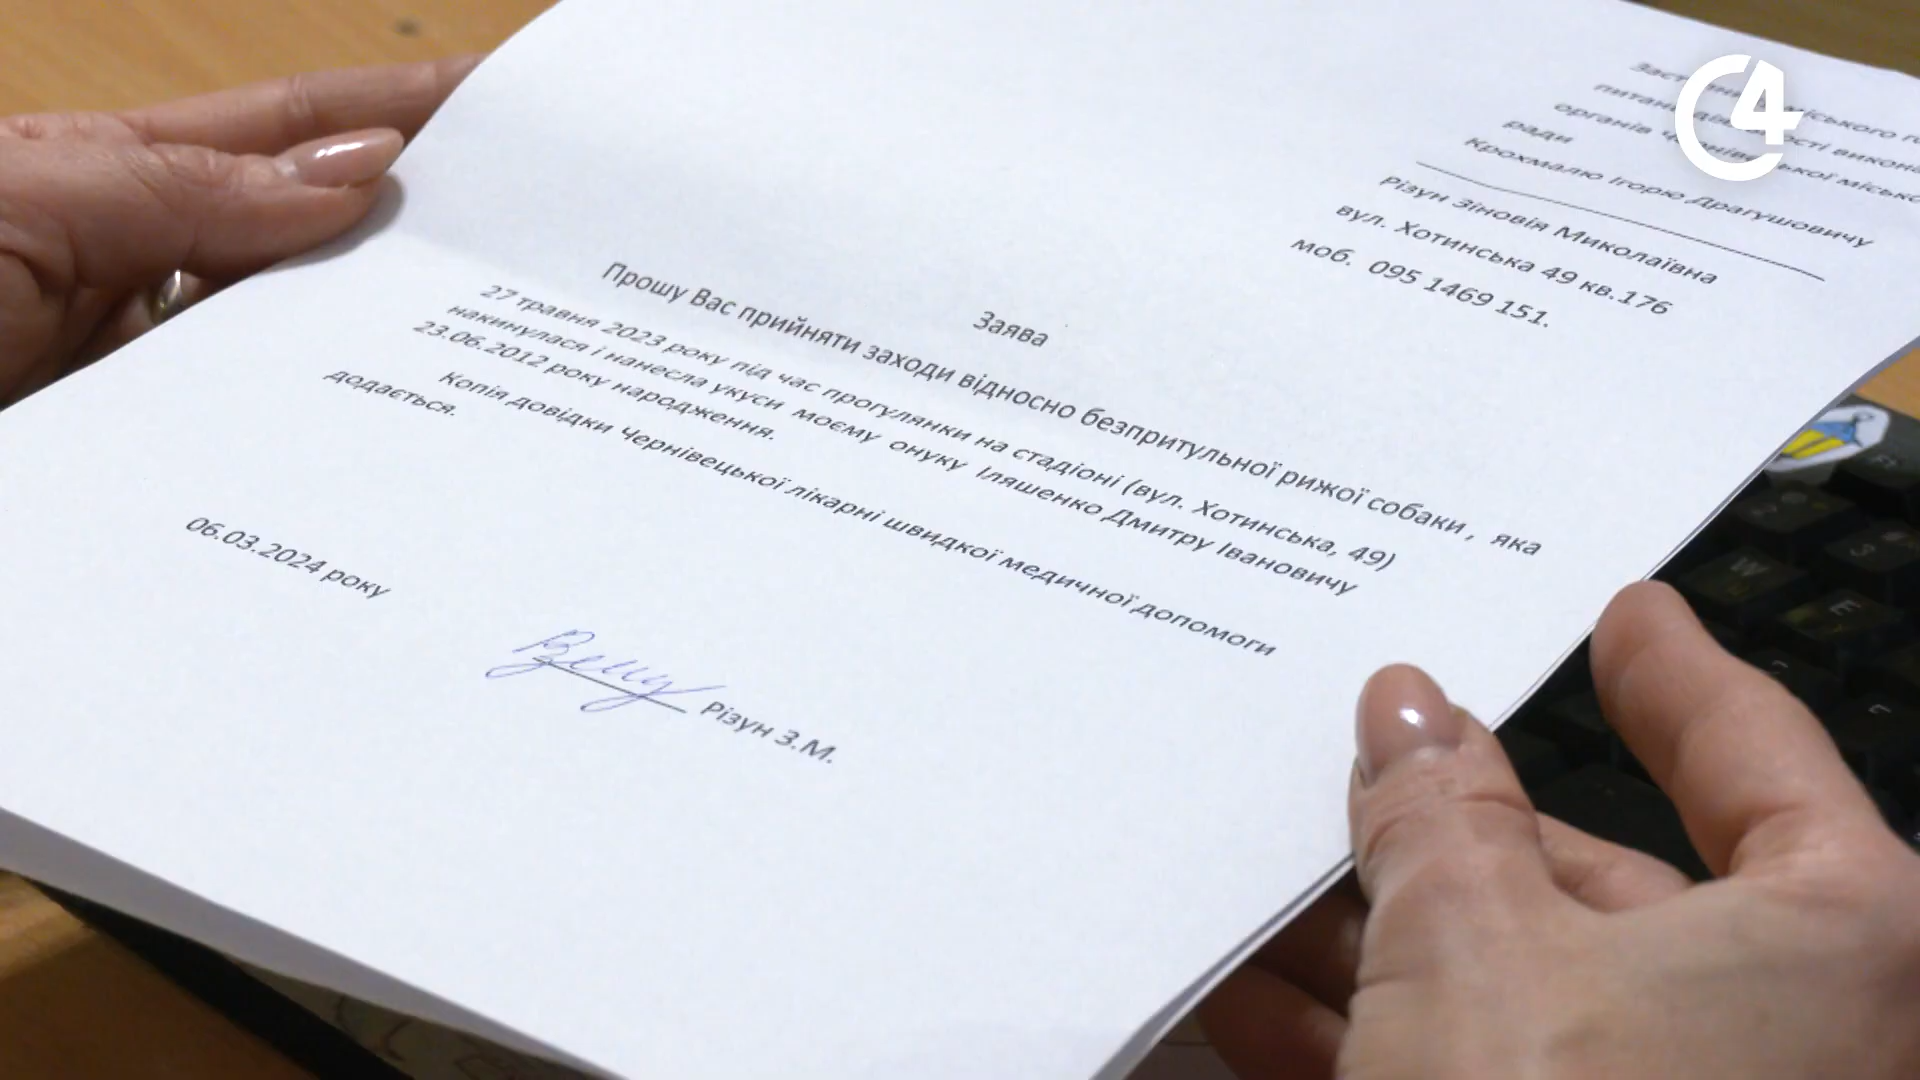 4
міського
органів
ради
Крохмалю Ігорю Драгушовичу
Різун Зіновія Миколаївна
вул. Хотинська 49 кв.176
моб. 095 1469 151.
Заява
Прошу Вас прийняти заходи відносно безпритульної рижої собаки , яка
27 травня 2023 року під час прогулянки на стадіоні (вул. Хотинська, 49)
накинулася і нанесла укуси моєму онуку Іляшенко Дмитру Івановичу
23.06.2012 року народження.
Копія довідки Чернівецької лікарні швидкої медичної допомоги
додається.
06.03.2024 року
Різун З.М.
W
E